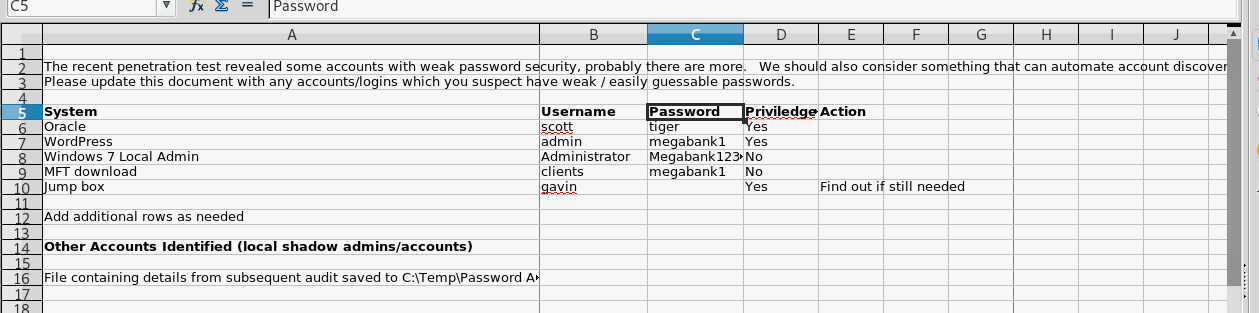 C5 Password
A B C D E F G H I J
1
2 The recent penetration test revealed some accounts with weak password security, probably there are more. We should also consider something that can automate account discover
3 Please update this document with any accounts/logins which you suspect have weak / easily guessable passwords.
4
5 System Username Password Priviledge Action
6 Oracle scott tiger Yes
7 WordPress admin megabank1 Yes
8 Windows 7 Local Admin Administrator Megabank123 No
9 MFT download clients megabank1 No
10 Jump box gavin Yes Find out if still needed
11
12 Add additional rows as needed
13
14 Other Accounts Identified (local shadow admins/accounts)
15
16 File containing details from subsequent audit saved to C:\Temp\Password A
17
18